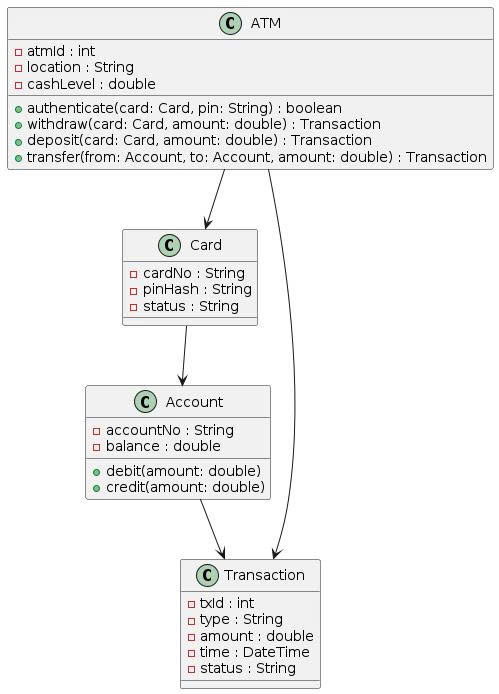 C ATM
atmId : int
location : String
cashLevel : double
authenticate(card: Card, pin: String) : boolean
withdraw(card: Card, amount: double) : Transaction
deposit(card: Card, amount: double) : Transaction
transfer(from: Account, to: Account, amount: double) : Transaction
C Card
cardNo : String
pinHash : String
status : String
C Account
accountNo : String
balance : double
debit(amount: double)
credit(amount: double)
C Transaction
txId : int
type : String
amount : double
time : DateTime
status : String